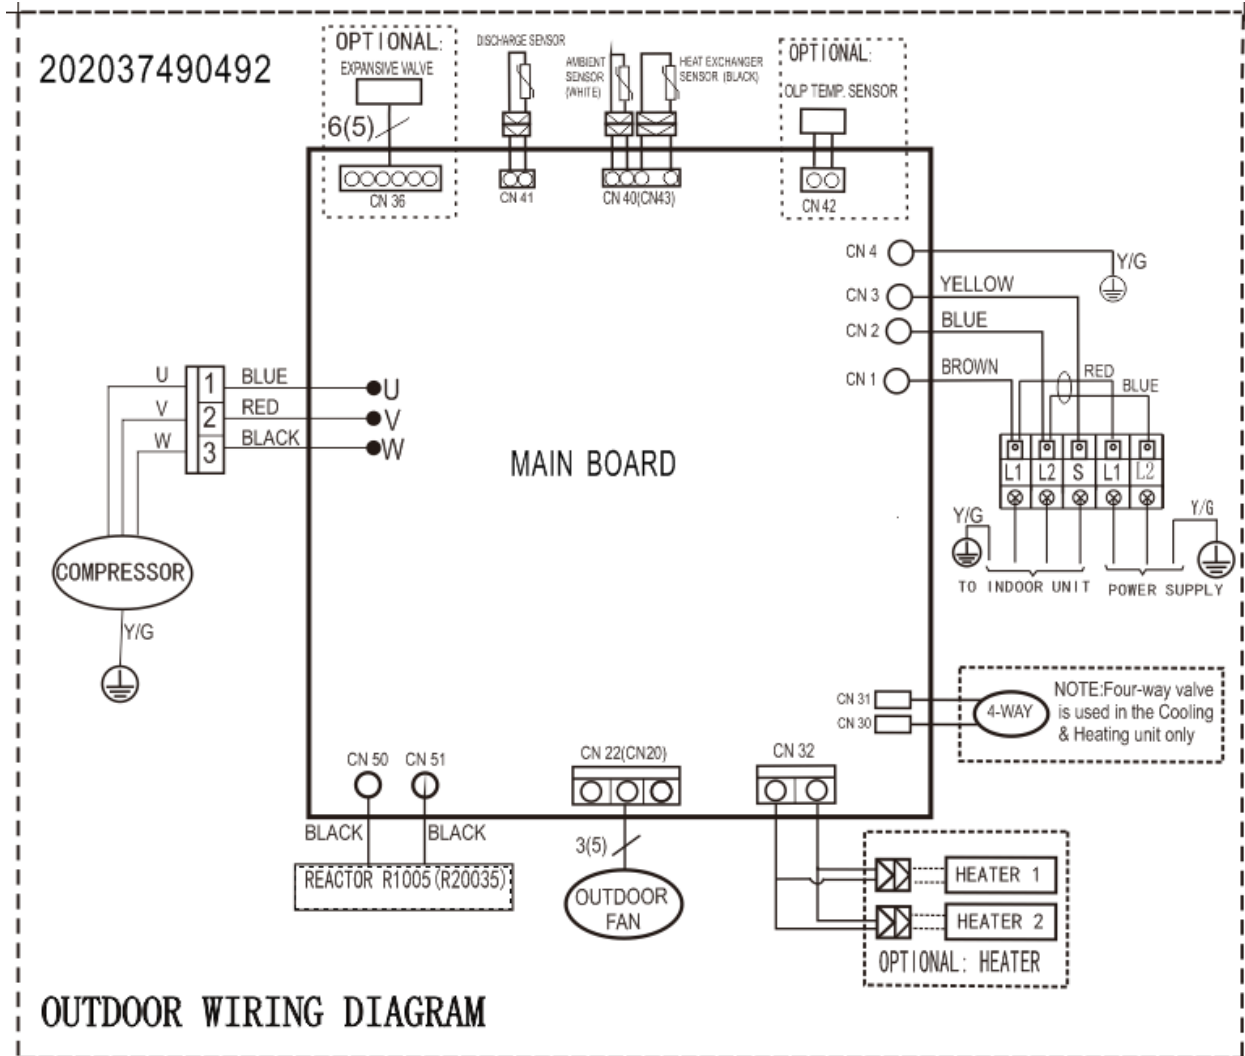 202037490492
OPTIONAL:
EXPANSIVE VALVE
6(5)
CN 36
DISCHARGE SENSOR
CN 41
AMBIENT
SENSOR
(WHITE)
HEAT EXCHANGER
SENSOR (BLACK)
CN 40(CN43)
OPTIONAL:
OLP TEMP. SENSOR
CN 42
CN 4
Y/G
CN 3
YELLOW
CN 2
BLUE
CN 1
BROWN
RED
BLUE
L1 L2 S L1 L2
Y/G
Y/G
TO INDOOR UNIT
POWER SUPPLY
U 1 BLUE U
V 2 RED V
W 3 BLACK W
MAIN BOARD
COMPRESSOR
Y/G
CN 31
CN 30
4-WAY
NOTE:Four-way valve
is used in the Cooling
& Heating unit only
CN 50
CN 51
BLACK
BLACK
REACTOR R1005(R20035)
CN 22(CN20)
3(5)
OUTDOOR
FAN
CN 32
HEATER 1
HEATER 2
OPTIONAL: HEATER
OUTDOOR WIRING DIAGRAM